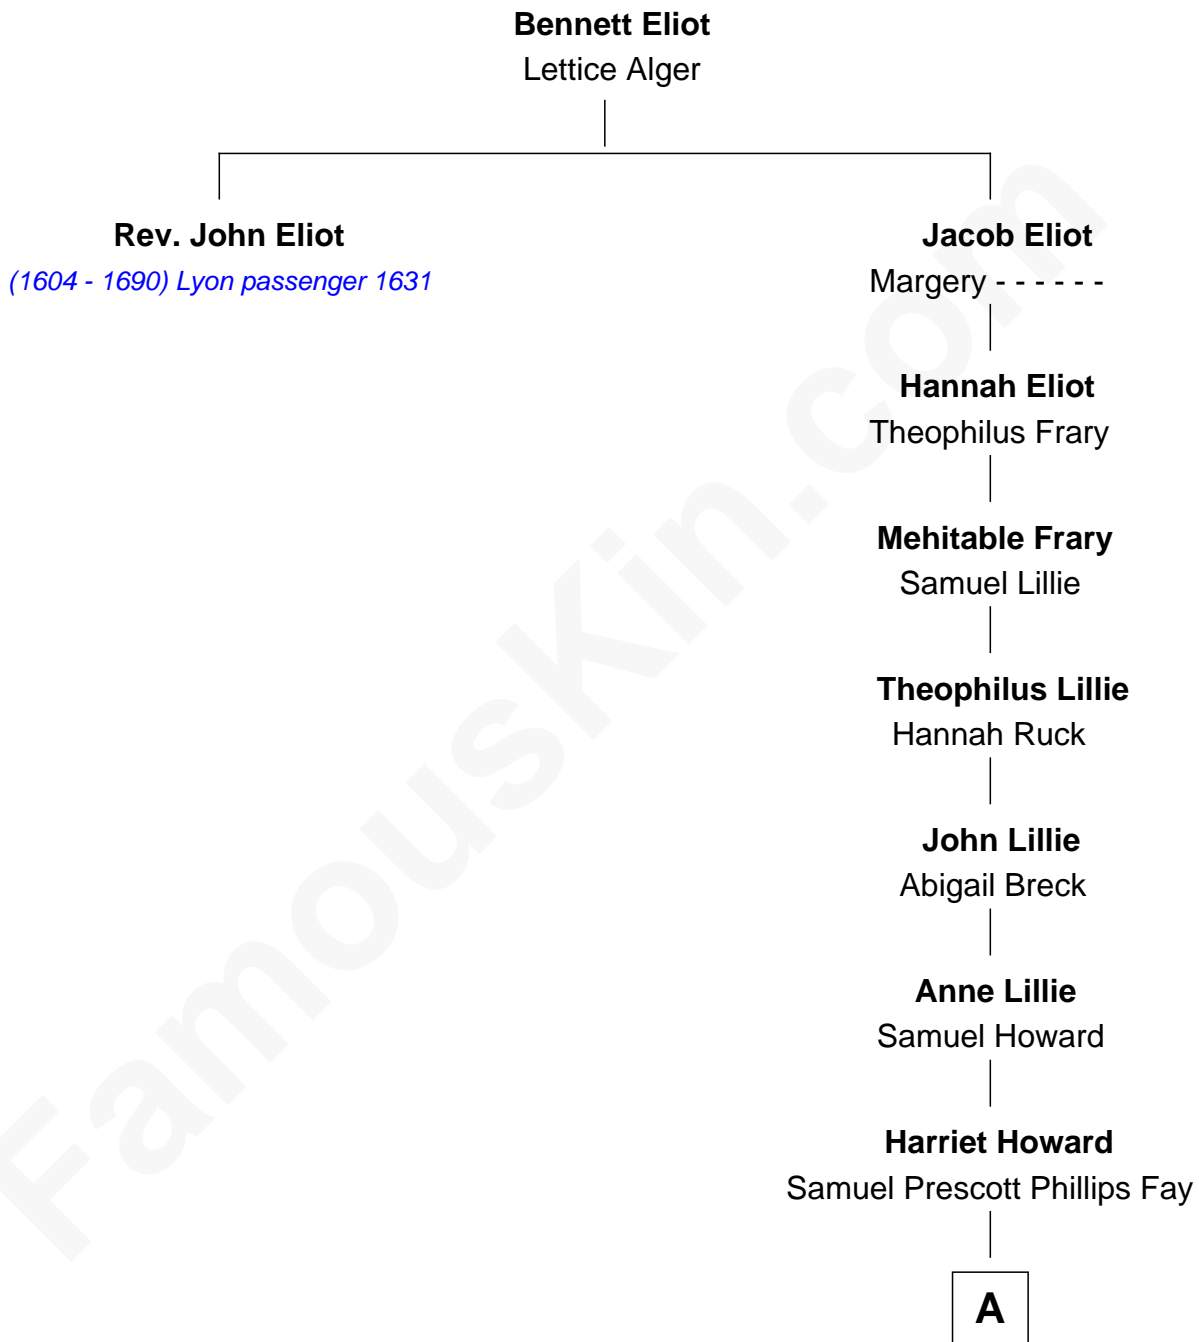 Bennett Eliot
Lettice Alger
Rev. John Eliot
(1604 - 1690) Lyon passenger 1631
Jacob Eliot
Margery - - - - - -
Hannah Eliot
Theophilus Frary
Mehitable Frary
Samuel Lillie
Theophilus Lillie
Hannah Ruck
John Lillie
Abigail Breck
Anne Lillie
Samuel Howard
Harriet Howard
Samuel Prescott Phillips Fay
A
FamousKin.com